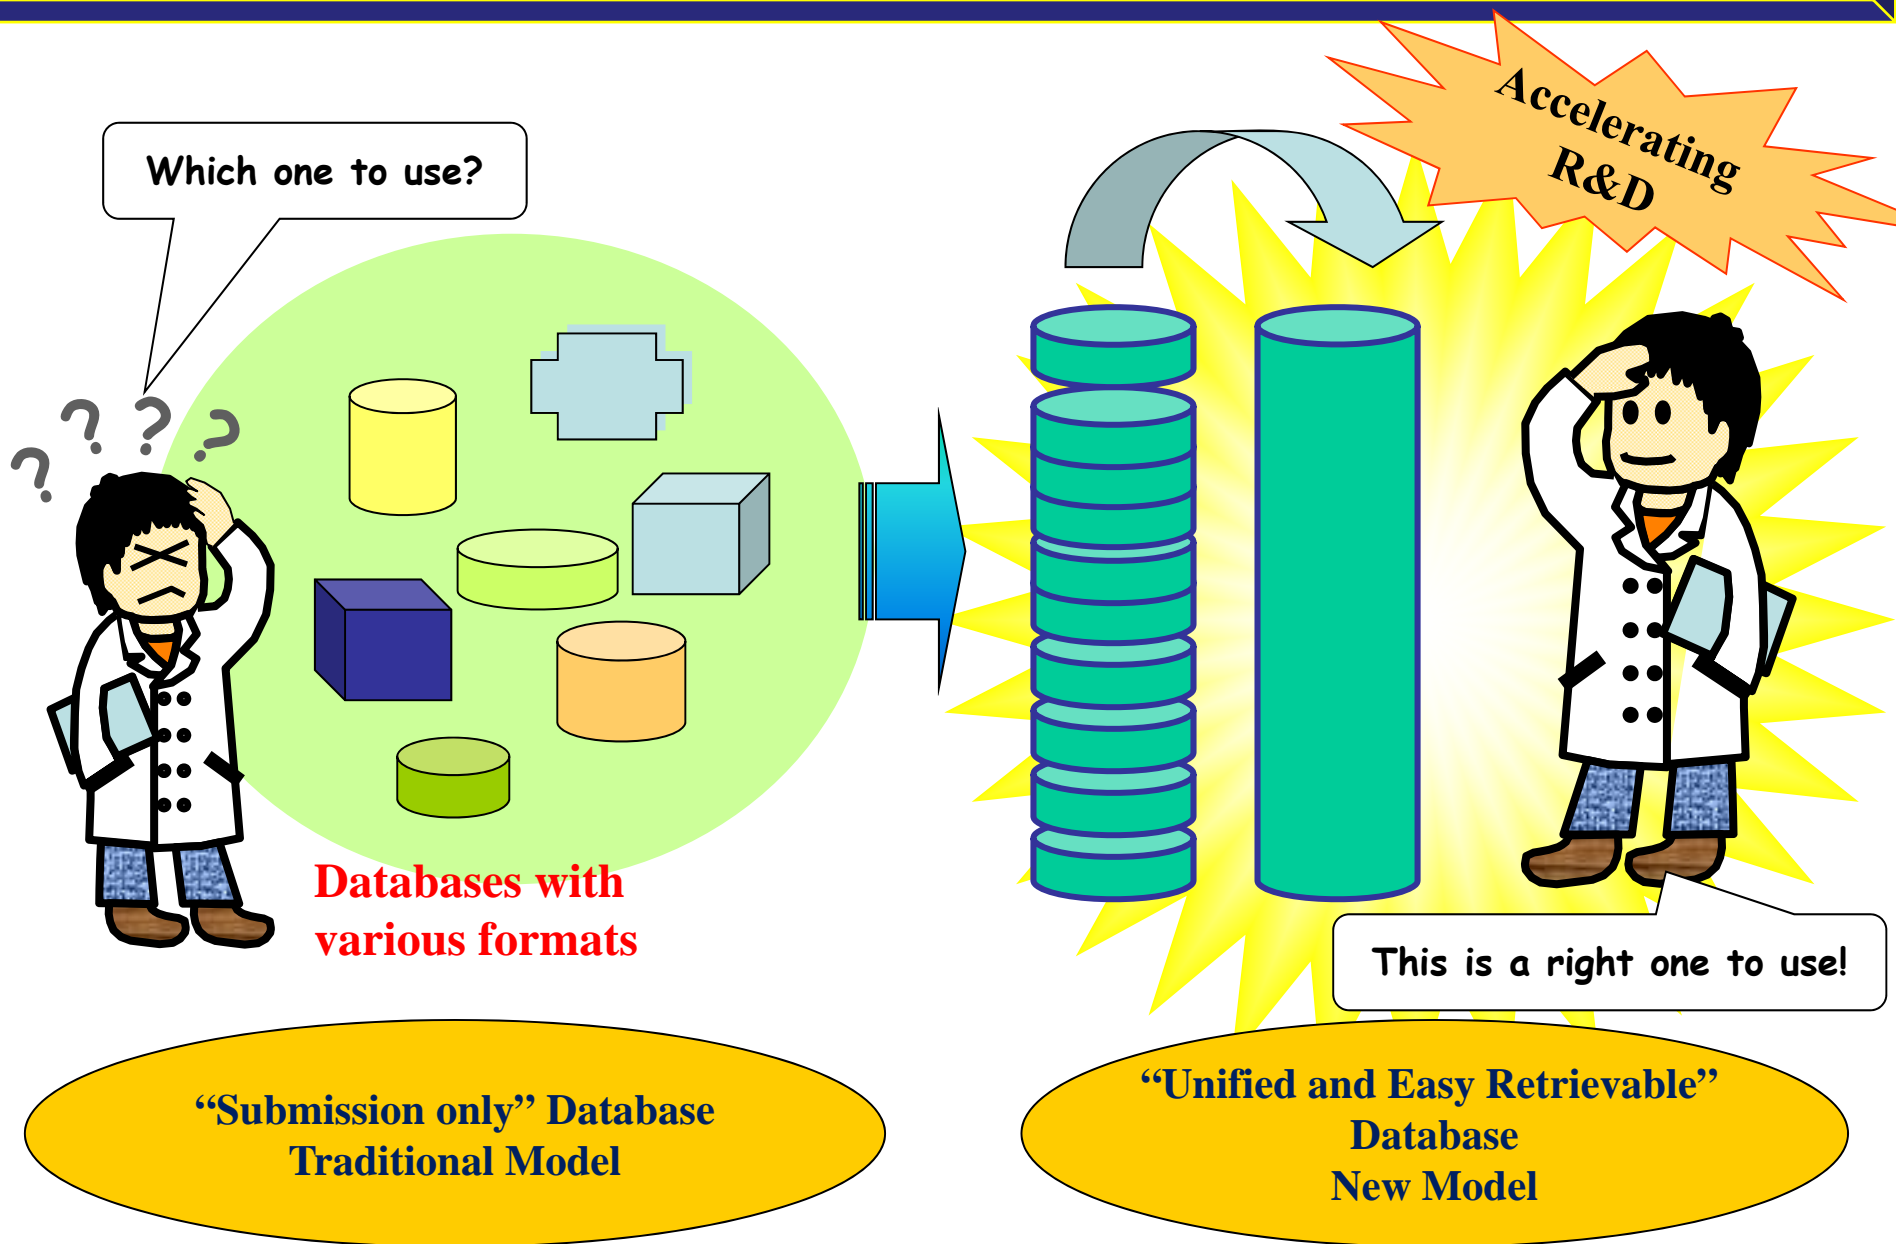 Accelerating
R&D
Which one to use?
? ? ? ?
Databases with
various formats
This is a right one to use!
“Submission only” Database
Traditional Model
“Unified and Easy Retrievable”
Database
New Model